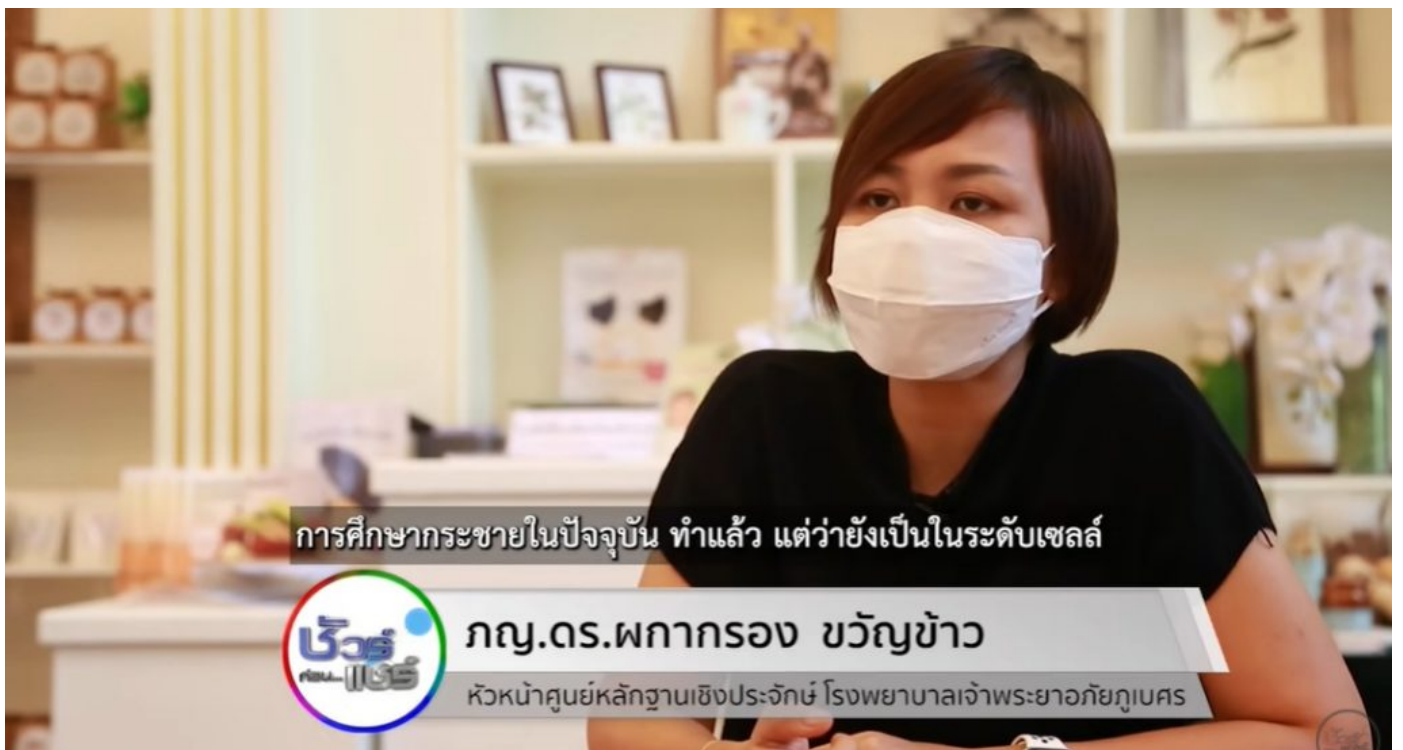 การศึกษากระชายในปัจจุบัน ทำแล้ว แต่ว่ายังเป็นในระดับเซลล์
ชัวร์
ก่อน...แชร์
ภญ.ดร.ผกากรอง ขวัญข้าว
หัวหน้าศูนย์หลักฐานเชิงประจักษ์ โรงพยาบาลเจ้าพระยาอภัยภูเบศร